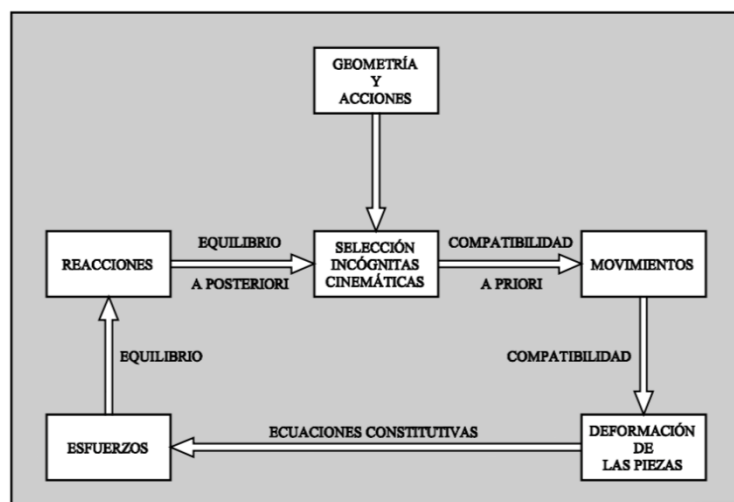 GEOMETRÍA
Y
ACCIONES
REACCIONES
EQUILIBRIO
A POSTERIORI
SELECCIÓN
INCÓGNITAS
CINEMÁTICAS
COMPATIBILIDAD
A PRIORI
MOVIMIENTOS
EQUILIBRIO
COMPATIBILIDAD
ESFUERZOS
ECUACIONES CONSTITUTIVAS
DEFORMACIÓN
DE
LAS PIEZAS